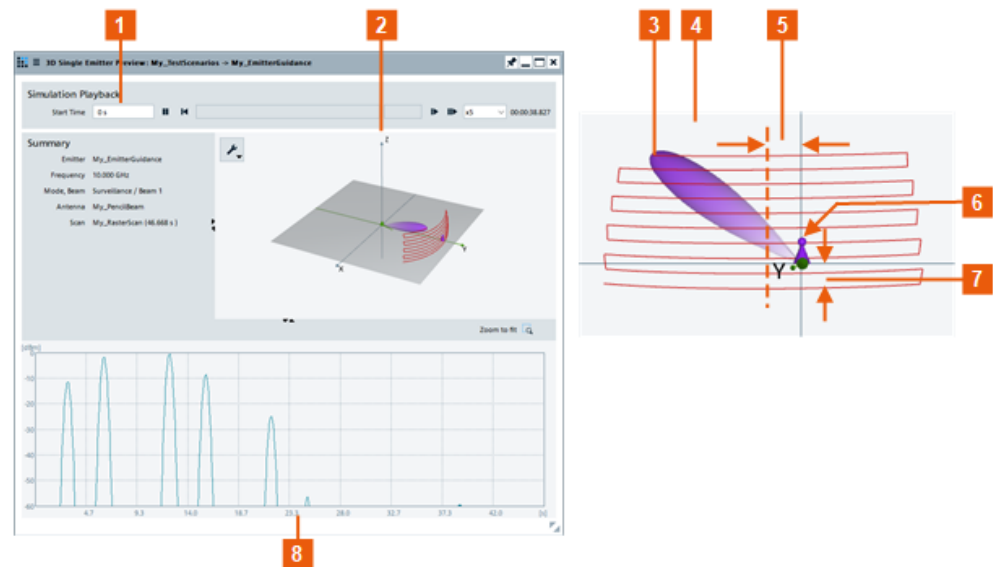 1
2
3
4
5
3D Single Emitter Preview: My_TestScenarios -> My_EmitterGuidance
Simulation Playback
Start Time 0 s x5 00:00:38.827
Summary
Emitter My_EmitterGuidance
Frequency 10.000 GHz
Mode, Beam Surveillance / Beam 1
Antenna My_PencilBeam
Scan My_RasterScan (46.668 s )
Z
Y
X
Y
6
7
Zoom to fit
[dBm]
0
-10
-20
-30
-40
-50
-60
4.7 9.3 14.0 18.7 23.3 28.0 32.7 37.3 42.0 [s]
8